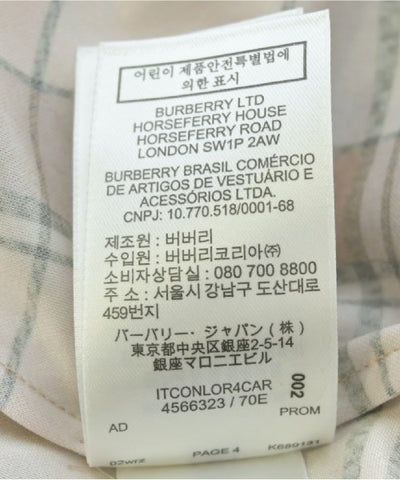 어린이 제품안전특별법에
의한 표시
BURBERRY LTD
HORSEFERRY HOUSE
HORSEFERRY ROAD
LONDON SW1P 2AW
BURBERRY BRASIL COMÉRCIO
DE ARTIGOS DE VESTUÁRIO E
ACESSÓRIOS LTDA.
CNPJ: 10.770.518/0001-68
제조원 : 버버리
수입원 : 버버리코리아㈜
소비자상담실 : 080 700 8800
주 소 : 서울시 강남구 도산대로
459번지
バーバリー・ジャパン(株)
東京都中央区銀座2-5-14
銀座マロニエビル
ITCONLOR4CAR
4566323 / 70E
002
AD
PROM
PAGE 4
K689131
02wrz